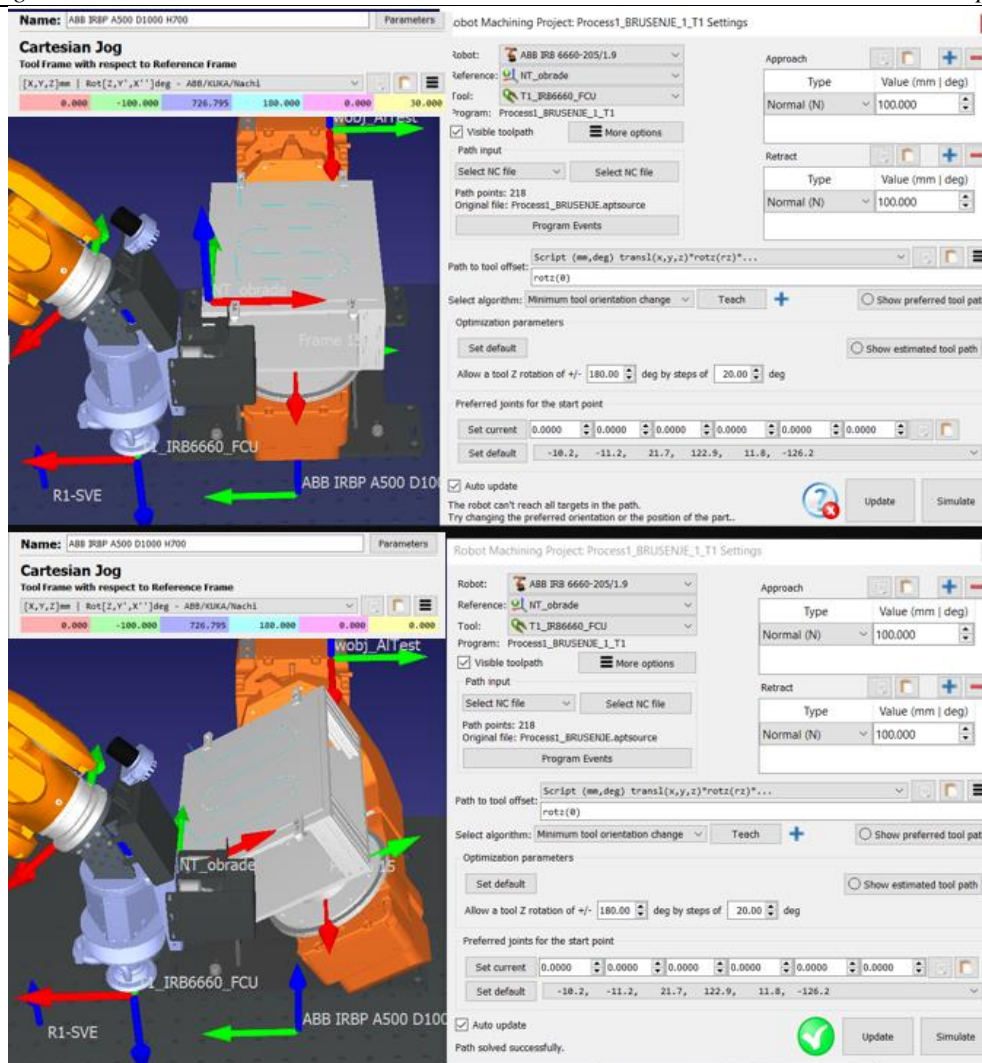 Name: ABB IRBP A500 D1000 H700 Parameters
Cartesian Jog
Tool Frame with respect to Reference Frame
[X,Y,Z]mm | Rot[Z,Y',X'']deg - ABB/KUKA/Nachi
0.000 -100.000 726.795 180.000 0.000 30.000
wobj_AlTest
NT_obrade
Frame 15
T1_IRB6660_FCU
R1-SVE
ABB IRBP A500 D100
obot Machining Project: Process1_BRUSENJE_1_T1 Settings
Robot: ABB IRB 6660-205/1.9
Reference: NT_obrade
Tool: T1_IRB6660_FCU
Program: Process1_BRUSENJE_1_T1
Visible toolpath More options
Path input
Select NC file Select NC file
Path points: 218
Original file: Process1_BRUSENJE.aptsource
Program Events
Approach
Type Value (mm | deg)
Normal (N) 100.000
Retract
Type Value (mm | deg)
Normal (N) 100.000
Path to tool offset: Script (mm,deg) transl(x,y,z)*rotz(rz)*...
rotz(0)
Select algorithm: Minimum tool orientation change Teach Show preferred tool pat
Optimization parameters
Set default Show estimated tool path
Allow a tool Z rotation of +/- 180.00 deg by steps of 20.00 deg
Preferred joints for the start point
Set current 0.0000 0.0000 0.0000 0.0000 0.0000 0.0000
Set default -10.2, -11.2, 21.7, 122.9, 11.8, -126.2
Auto update
The robot can't reach all targets in the path.
Try changing the preferred orientation or the position of the part..
Update Simulate
Name: ABB IRBP A500 D1000 H700 Parameters
Cartesian Jog
Tool Frame with respect to Reference Frame
[X,Y,Z]mm | Rot[Z,Y',X'']deg - ABB/KUKA/Nachi
0.000 -100.000 726.795 180.000 0.000 0.000
wobj_AlTest
NT_obrade
15
T1_IRB6660_FCU
R1-SVE
ABB IRBP A500 D100
Robot Machining Project: Process1_BRUSENJE_1_T1 Settings
Robot: ABB IRB 6660-205/1.9
Reference: NT_obrade
Tool: T1_IRB6660_FCU
Program: Process1_BRUSENJE_1_T1
Visible toolpath More options
Path input
Select NC file Select NC file
Path points: 218
Original file: Process1_BRUSENJE.aptsource
Program Events
Approach
Type Value (mm | deg)
Normal (N) 100.000
Retract
Type Value (mm | deg)
Normal (N) 100.000
Path to tool offset: Script (mm,deg) transl(x,y,z)*rotz(rz)*...
rotz(0)
Select algorithm: Minimum tool orientation change Teach Show preferred tool pat
Optimization parameters
Set default Show estimated tool path
Allow a tool Z rotation of +/- 180.00 deg by steps of 20.00 deg
Preferred joints for the start point
Set current 0.0000 0.0000 0.0000 0.0000 0.0000 0.0000
Set default -10.2, -11.2, 21.7, 122.9, 11.8, -126.2
Auto update
Path solved successfully.
Update Simulate